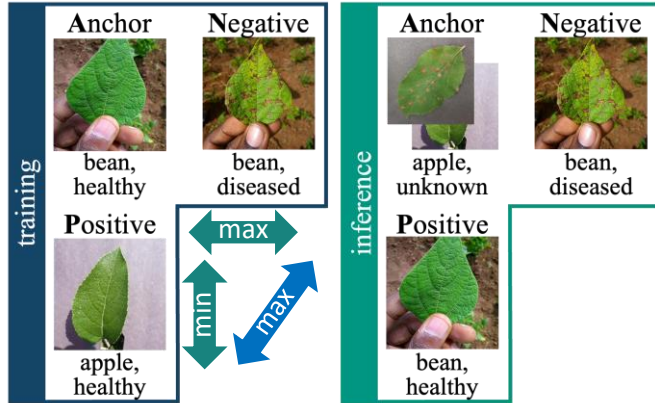 training
Anchor
Negative
bean,
healthy
bean,
diseased
Positive
apple,
healthy
max
min
max
inference
Anchor
Negative
apple,
unknown
bean,
diseased
Positive
bean,
healthy